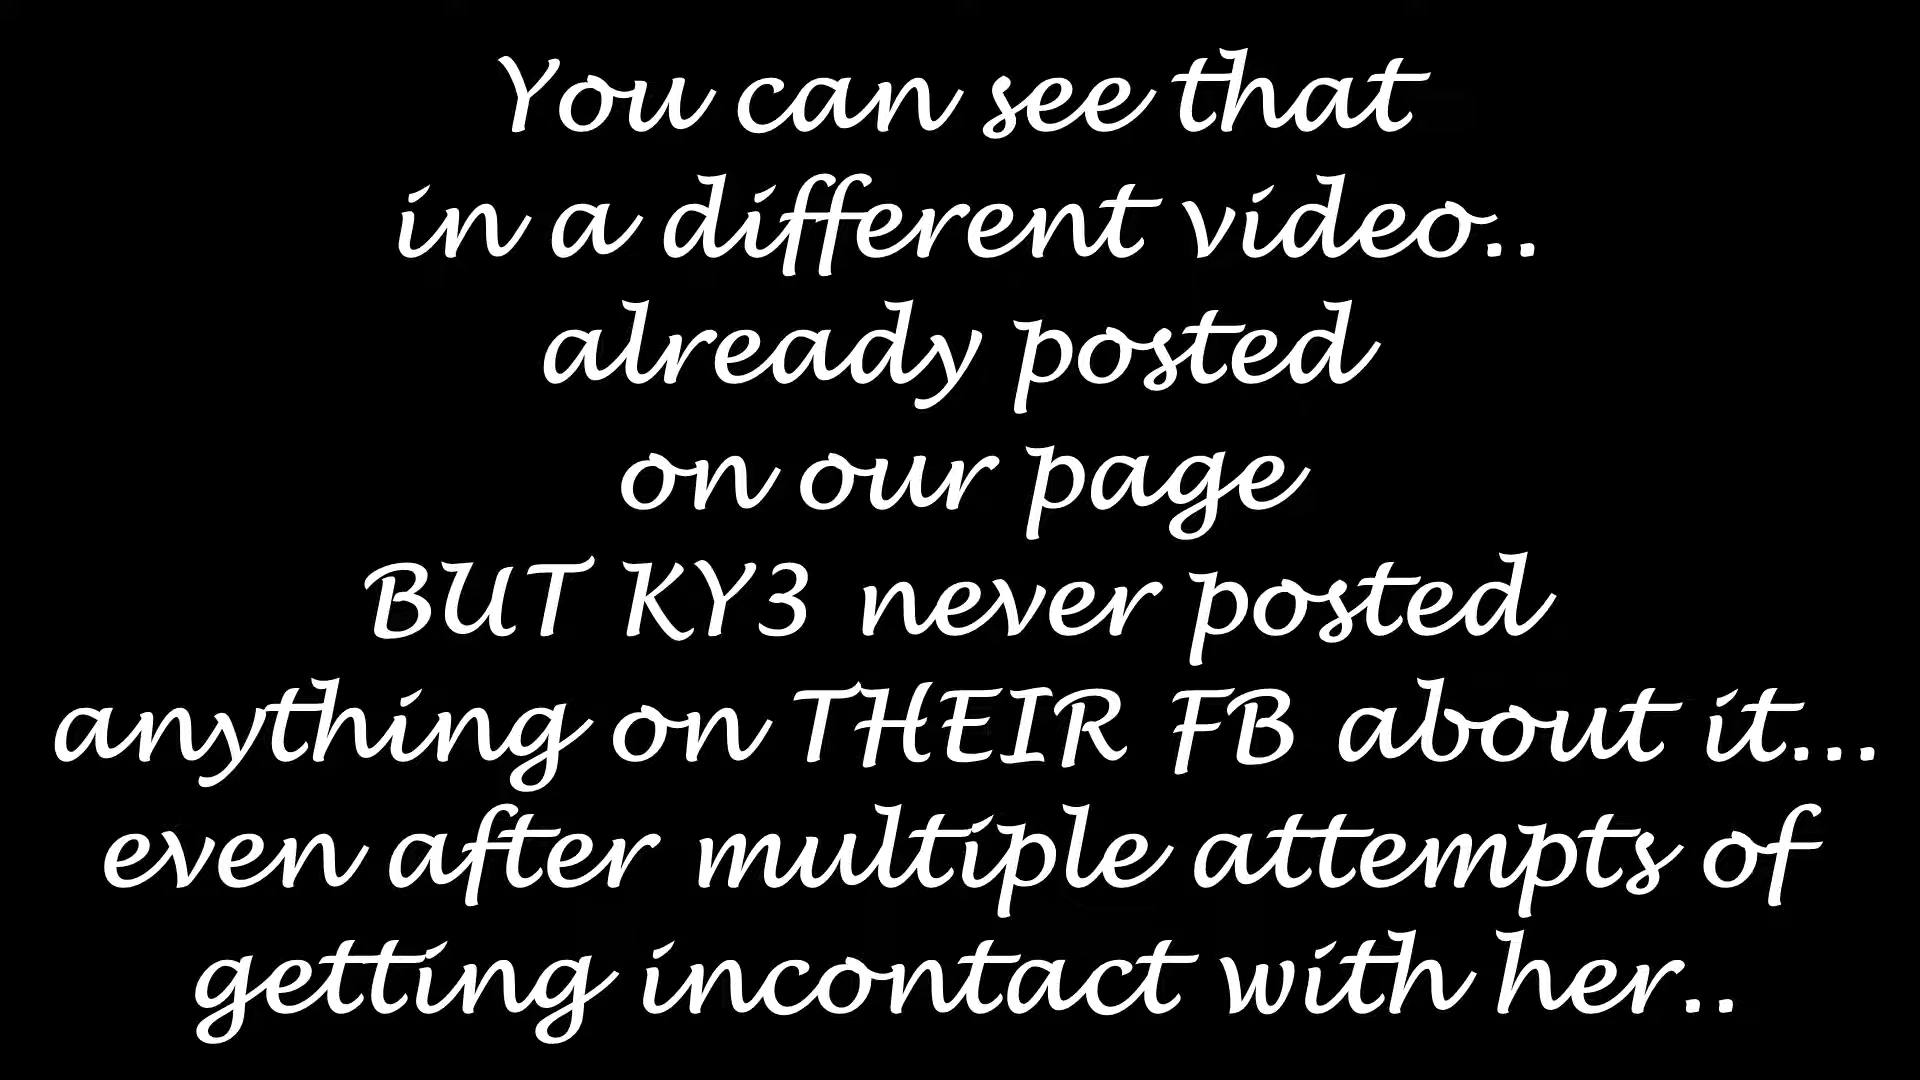 You can see that
in a different video..
already posted
on our page
BUT KY3 never posted
anything on THEIR FB about it...
even after multiple attempts of
getting incontact with her..